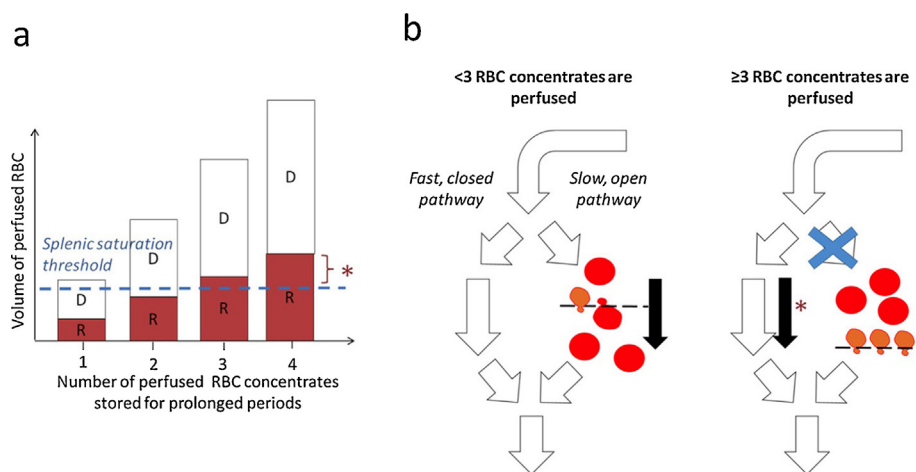 a
Volume of perfused RBC
Splenic saturation
threshold
D
D
D
D
R
R
R
R
*
1 2 3 4
Number of perfused RBC concentrates
stored for prolonged periods
b
<3 RBC concentrates are
perfused
Fast, closed
pathway
Slow, open
pathway
≥3 RBC concentrates are
perfused
*